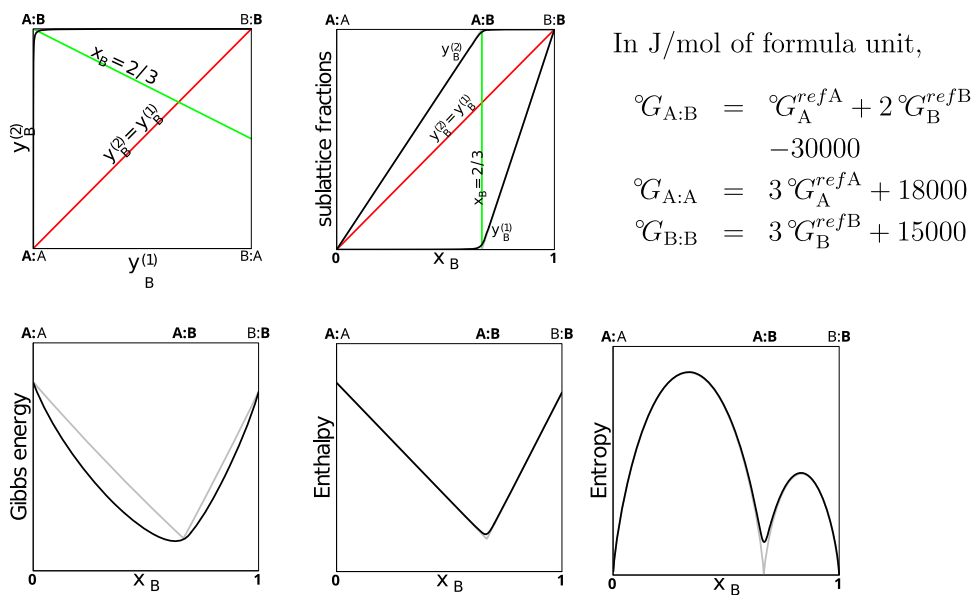 A:B B:B
x_B = 2/3
y_B^(2) = y_B^(1)
y_B^(2)
A:A B:A
y_B^(1)
A:A A:B B:B
y_B^(2)
y_B^(2) = y_B^(1)
x_B = 2/3
y_B^(1)
sublattice fractions
0 x_B 1
In J/mol of formula unit,
°G_A:B = °G_A^refA + 2 °G_B^refB
−30000
°G_A:A = 3 °G_A^refA + 18000
°G_B:B = 3 °G_B^refB + 15000
A:A A:B B:B
Gibbs energy
0 x_B 1
A:A A:B B:B
Enthalpy
0 x_B 1
A:A A:B B:B
Entropy
0 x_B 1